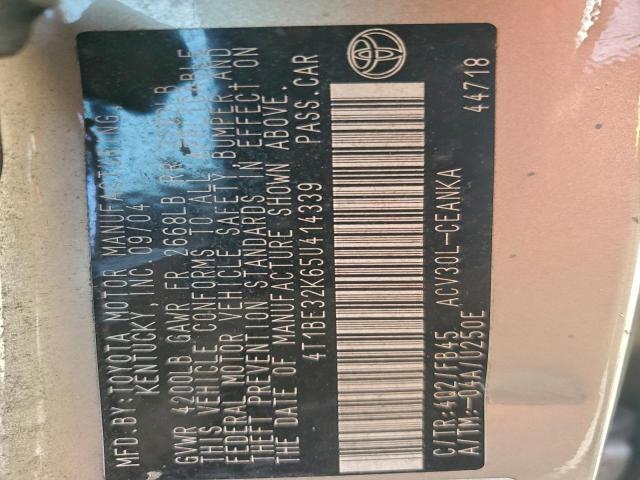 MFD.BY:TOYOTA MOTOR MANUFACTURING
KENTUCKY, INC. 09/04
GVWR 4200LB GAWR FR 2668LB RR LB
THIS VEHICLE CONFORMS TO ALL APPLICABLE
FEDERAL MOTOR VEHICLE SAFETY, BUMPER AND
THEFT PREVENTION STANDARDS IN EFFECT ON
THE DATE OF MANUFACTURE SHOWN ABOVE.
4T1BE32K65U414339 PASS.CAR
C/TR:4Q2/FB45 ACV30L-CEANKA
A/TM:-04A/U250E 44718